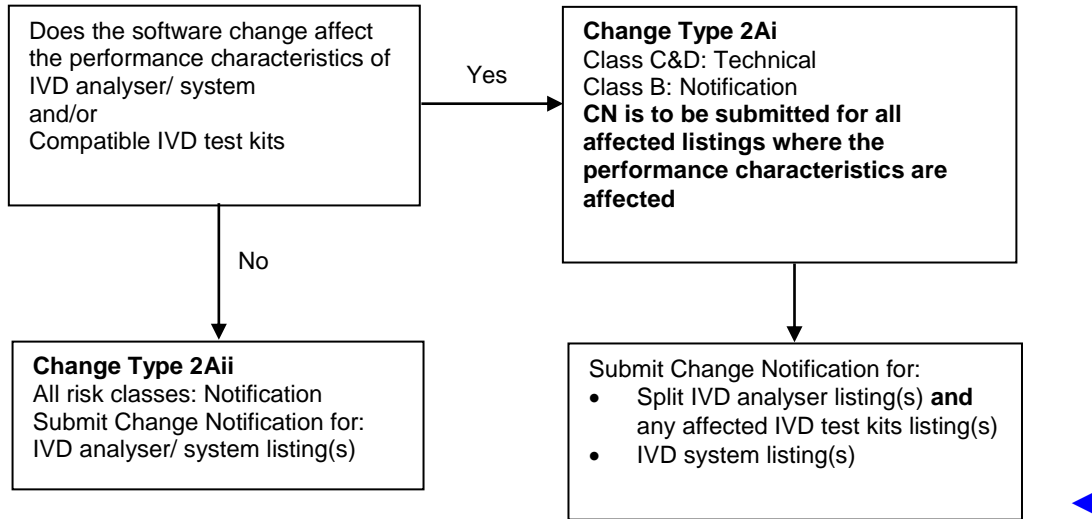 Does the software change affect
the performance characteristics of
IVD analyser/ system
and/or
Compatible IVD test kits
Yes
Change Type 2Ai
Class C&D: Technical
Class B: Notification
CN is to be submitted for all
affected listings where the
performance characteristics are
affected
No
Change Type 2Aii
All risk classes: Notification
Submit Change Notification for:
IVD analyser/ system listing(s)
Submit Change Notification for:
• Split IVD analyser listing(s) and
any affected IVD test kits listing(s)
• IVD system listing(s)